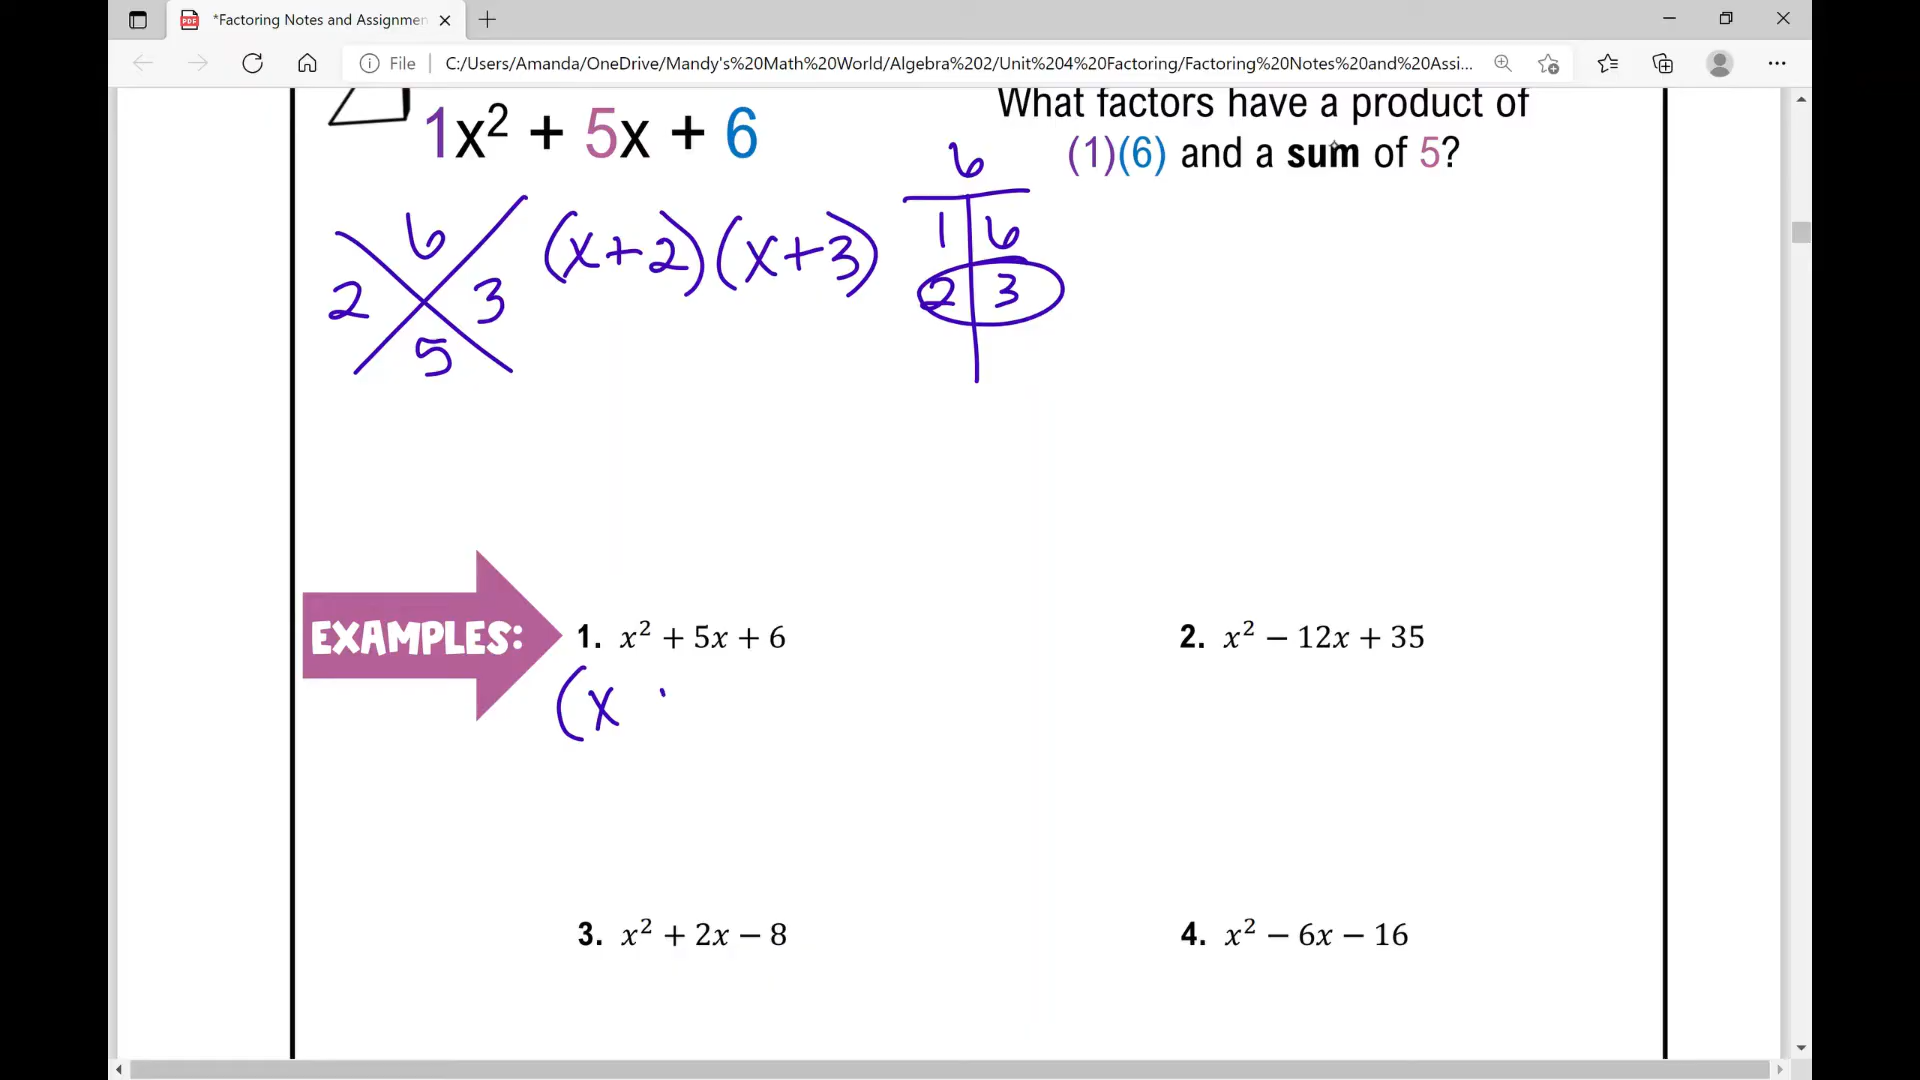 *Factoring Notes and Assignmen
File
C:/Users/Amanda/OneDrive/Mandy's%20Math%20World/Algebra%202/Unit%204%20Factoring/Factoring%20Notes%20and%20Assi...
1x² + 5x + 6
What factors have a product of
(1)(6) and a sum of 5?
6
2 3
5
(x+2)(x+3)
6
1 6
2 3
EXAMPLES:
1. x² + 5x + 6
(x
2. x² − 12x + 35
3. x² + 2x − 8
4. x² − 6x − 16